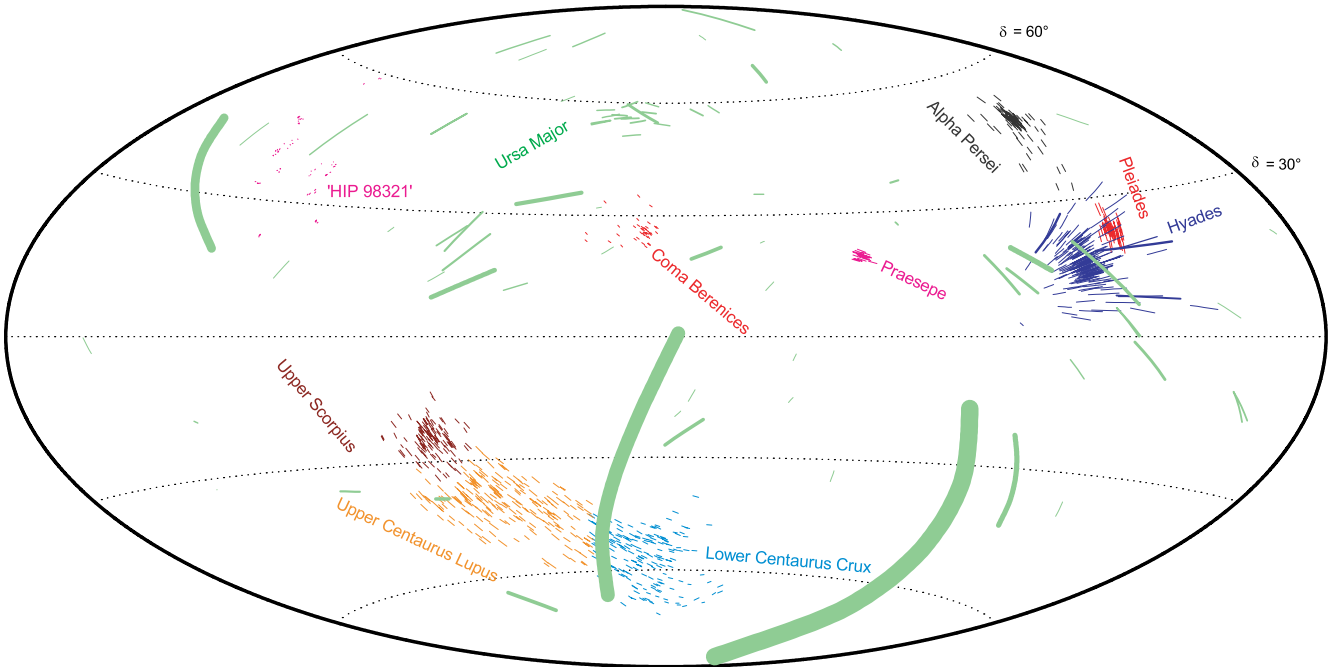 δ = 60°
Alpha Persei
Ursa Major
δ = 30°
Pleiades
'HIP 98321'
Hyades
Coma Berenices
Praesepe
Upper Scorpius
Upper Centaurus Lupus
Lower Centaurus Crux